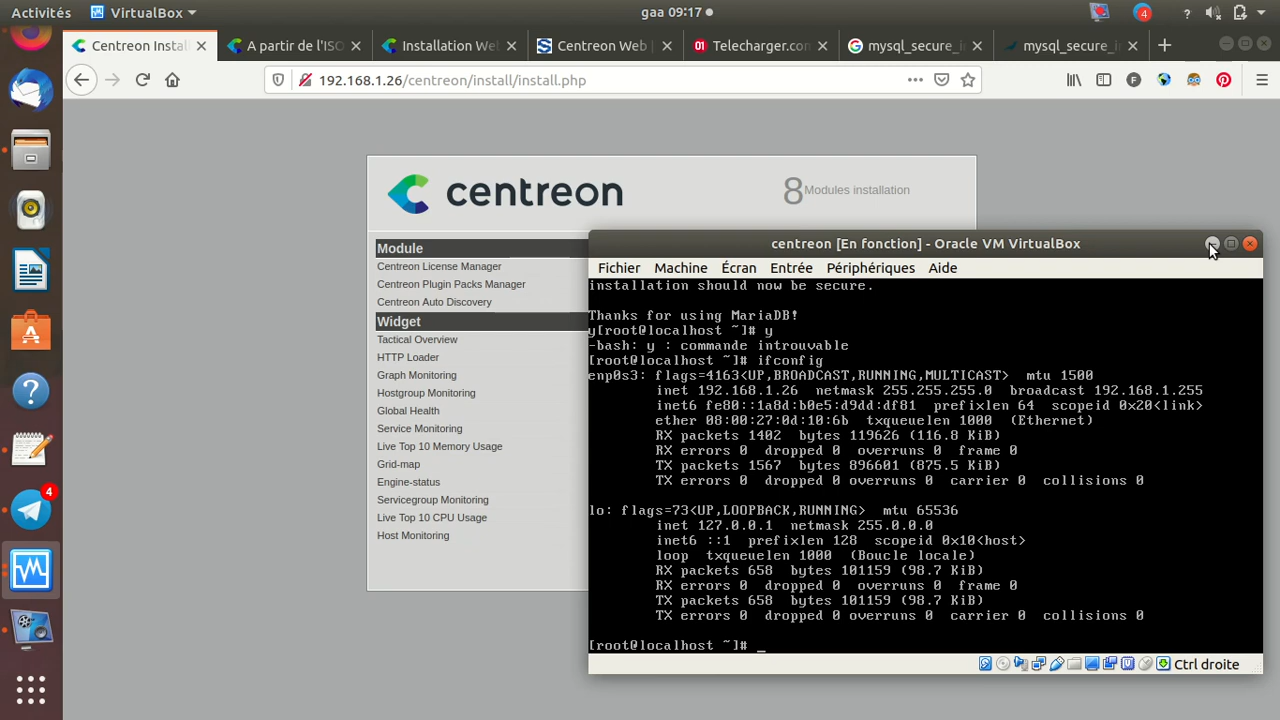 Activités VirtualBox gaa 09:17 4 ?
Centreon Instal A partir de l'ISO Installation We Centreon Web | Telecharger.con mysql_secure_i mysql_secure_i
192.168.1.26/centreon/install/install.php
centreon 8 Modules installation
Module
Centreon License Manager
Centreon Plugin Packs Manager
Centreon Auto Discovery
Widget
Tactical Overview
HTTP Loader
Graph Monitoring
Hostgroup Monitoring
Global Health
Service Monitoring
Live Top 10 Memory Usage
Grid-map
Engine-status
Servicegroup Monitoring
Live Top 10 CPU Usage
Host Monitoring
4
centreon [En fonction] - Oracle VM VirtualBox
Fichier Machine Écran Entrée Périphériques Aide
installation should now be secure.
Thanks for using MariaDB!
y[root@localhost ~]# y
-bash: y : commande introuvable
[root@localhost ~]# ifconfig
enp0s3: flags=4163<UP,BROADCAST,RUNNING,MULTICAST> mtu 1500
inet 192.168.1.26 netmask 255.255.255.0 broadcast 192.168.1.255
inet6 fe80::1a8d:b0e5:d9dd:df81 prefixlen 64 scopeid 0x20<link>
ether 08:00:27:0d:10:6b txqueuelen 1000 (Ethernet)
RX packets 1402 bytes 119626 (116.8 KiB)
RX errors 0 dropped 0 overruns 0 frame 0
TX packets 1567 bytes 896601 (875.5 KiB)
TX errors 0 dropped 0 overruns 0 carrier 0 collisions 0
lo: flags=73<UP,LOOPBACK,RUNNING> mtu 65536
inet 127.0.0.1 netmask 255.0.0.0
inet6 ::1 prefixlen 128 scopeid 0x10<host>
loop txqueuelen 1000 (Boucle locale)
RX packets 658 bytes 101159 (98.7 KiB)
RX errors 0 dropped 0 overruns 0 frame 0
TX packets 658 bytes 101159 (98.7 KiB)
TX errors 0 dropped 0 overruns 0 carrier 0 collisions 0
[root@localhost ~]# _
Ctrl droite